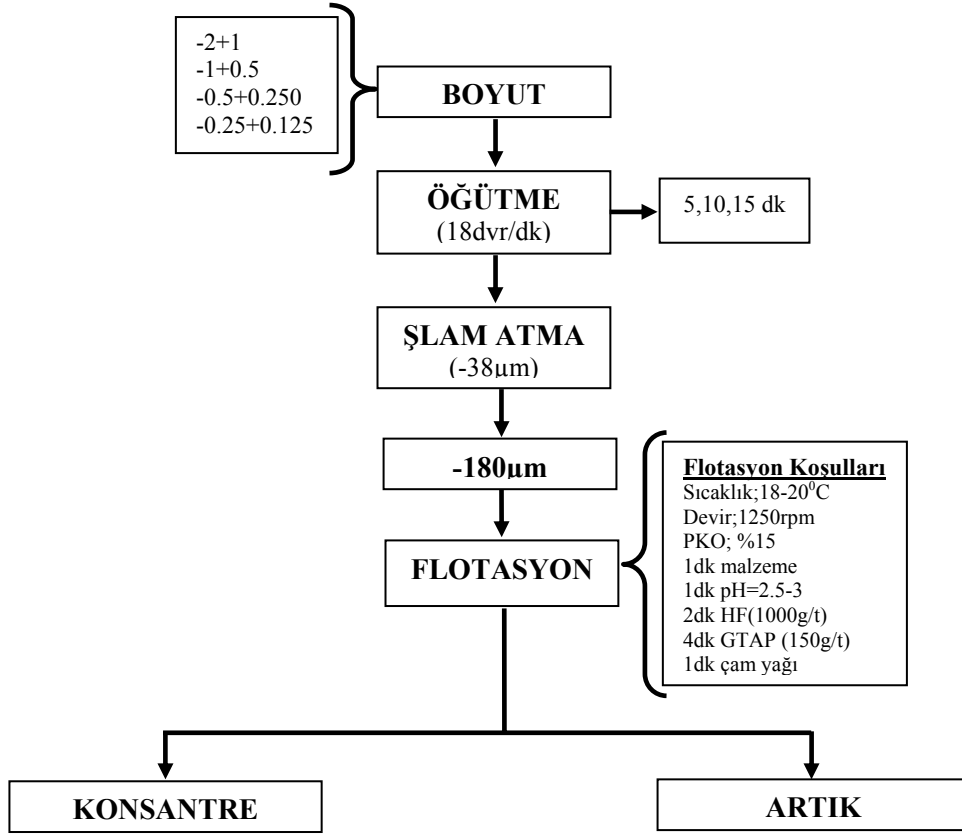 -2+1
-1+0.5
-0.5+0.250
-0.25+0.125
BOYUT
ÖĞÜTME
(18dvr/dk)
5,10,15 dk
ŞLAM ATMA
(-38µm)
-180µm
FLOTASYON
Flotasyon Koşulları
Sıcaklık;18-20⁰C
Devir;1250rpm
PKO; %15
1dk malzeme
1dk pH=2.5-3
2dk HF(1000g/t)
4dk GTAP (150g/t)
1dk çam yağı
KONSANTRE
ARTIK